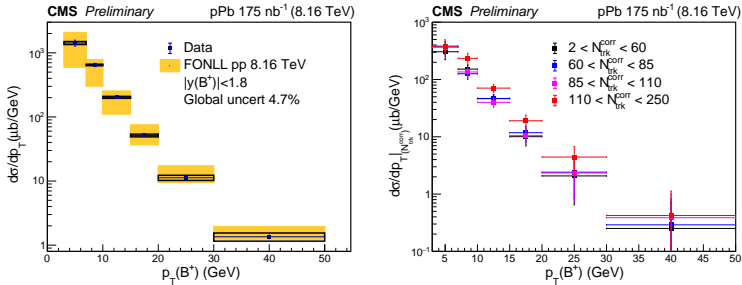 CMS Preliminary pPb 175 nb⁻¹ (8.16 TeV)
Data
FONLL pp 8.16 TeV
|y(B⁺)|<1.8
Global uncert 4.7%
dσ/dp_T (μb/GeV)
10³
10²
10
1
0 10 20 30 40 50
p_T(B⁺) (GeV)
CMS Preliminary pPb 175 nb⁻¹ (8.16 TeV)
2 < N_trk^corr < 60
60 < N_trk^corr < 85
85 < N_trk^corr < 110
110 < N_trk^corr < 250
dσ/dp_T|(N_trk^corr) (μb/GeV)
10³
10²
10
1
10⁻¹
5 10 15 20 25 30 35 40 45 50
p_T(B⁺) (GeV)